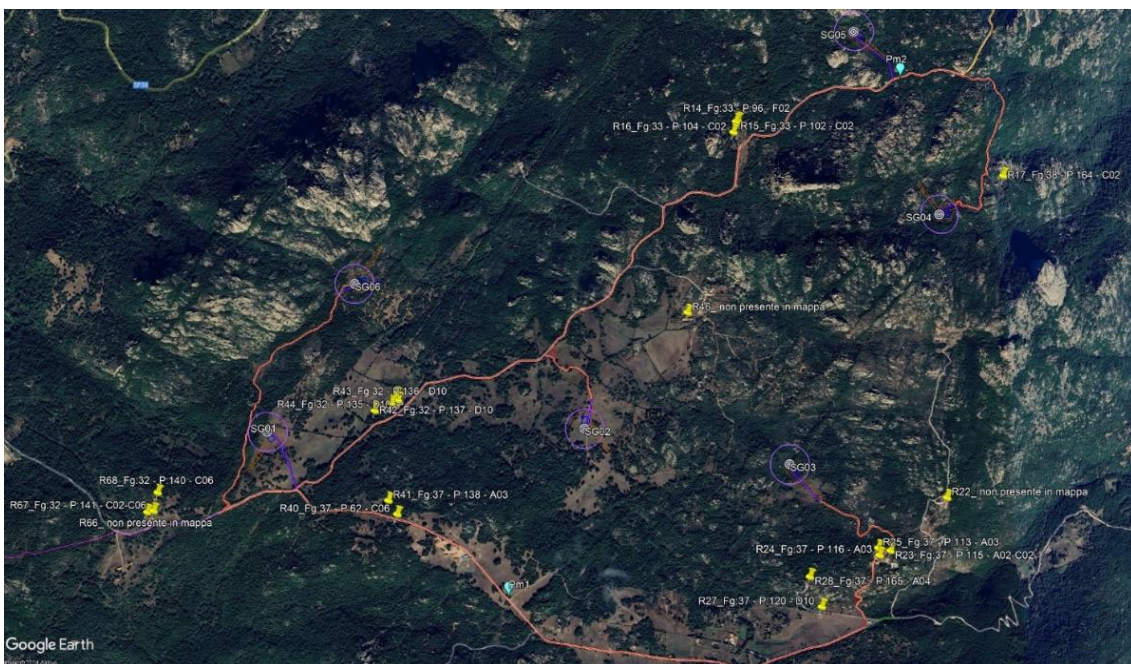 SG05
Pm2
R14_Fg:33 - P:96 - F02
R16_Fg:33 - P:104 - C02
R15_Fg:33 - P:102 - C02
R17_Fg:38 - P:164 - C02
SG04
SG06
R46_ non presente in mappa
R43_Fg:32 - P:136 - D10
R44_Fg:32 - P:135 - D10
R42_Fg:32 - P:137 - D10
SG01
SG02
SG03
R68_Fg:32 - P:140 - C06
R67_Fg:32 - P:141 - C02-C06
R66_ non presente in mappa
R41_Fg:37 - P:138 - A03
R40_Fg:37 - P:62 - C06
R22_ non presente in mappa
R25_Fg:37 - P:113 - A03
R24_Fg:37 - P:116 - A03
R23_Fg:37 - P:115 - A02-C02
R28_Fg:37 - P:165 - A04
R27_Fg:37 - P:120 - D10
Pm1
Google Earth